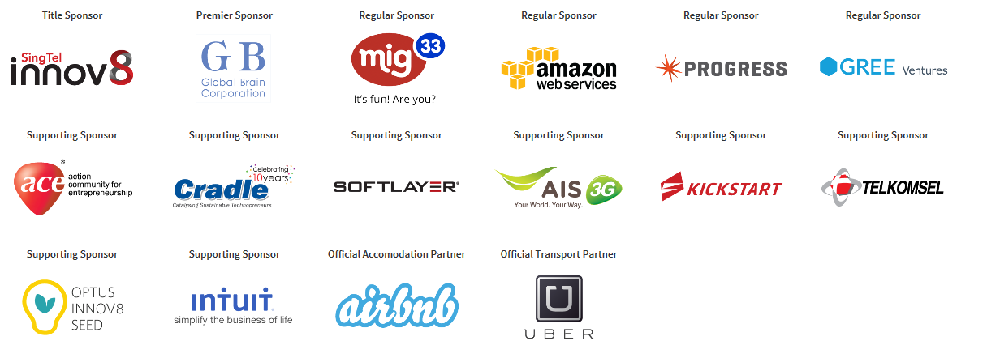 Title Sponsor
Premier Sponsor
Regular Sponsor
Regular Sponsor
Regular Sponsor
Regular Sponsor
SingTel
innov8
GB
Global Brain
Corporation
mig
33
It's fun! Are you?
amazon
web services
PROGRESS
GREE Ventures
Supporting Sponsor
Supporting Sponsor
Supporting Sponsor
Supporting Sponsor
Supporting Sponsor
Supporting Sponsor
ace®
action
community for
entrepreneurship
Celebrating
10years
Cradle
Catalysing Sustainable Technopreneurs
SOFTLAYER®
AIS 3G
Your World. Your Way.
KICKSTART
TELKOMSEL
Supporting Sponsor
Supporting Sponsor
Official Accomodation Partner
Official Transport Partner
OPTUS
INNOV8
SEED
intuit.
simplify the business of life
airbnb
U
UBER